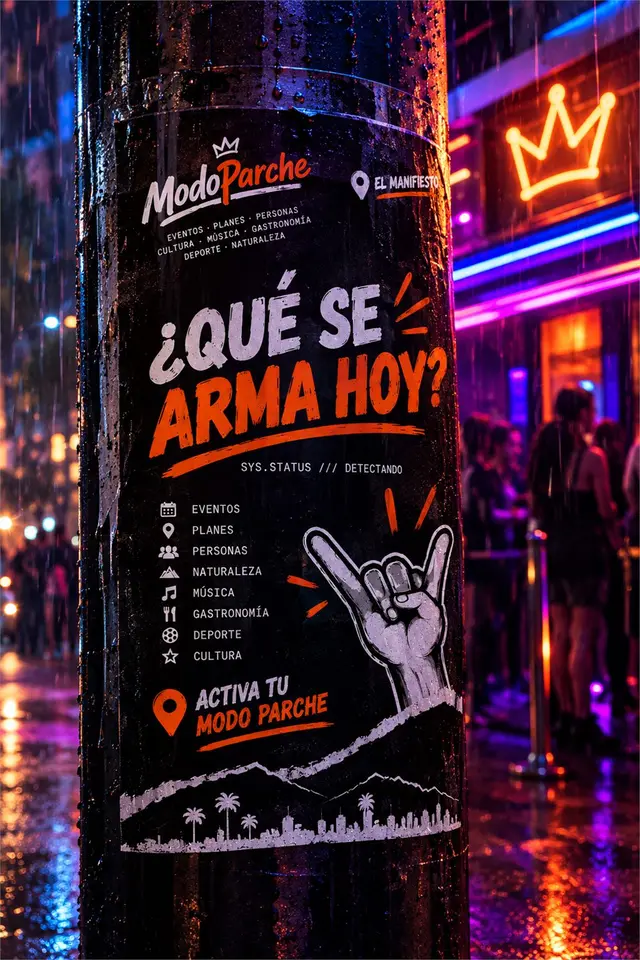 ModoParche
EL MANIFIESTO
EVENTOS · PLANES · PERSONAS
CULTURA · MÚSICA · GASTRONOMÍA
DEPORTE · NATURALEZA
¿QUÉ SE
ARMA HOY?
SYS.STATUS /// DETECTANDO
EVENTOS
PLANES
PERSONAS
NATURALEZA
MÚSICA
GASTRONOMÍA
DEPORTE
CULTURA
ACTIVA TU
MODO PARCHE